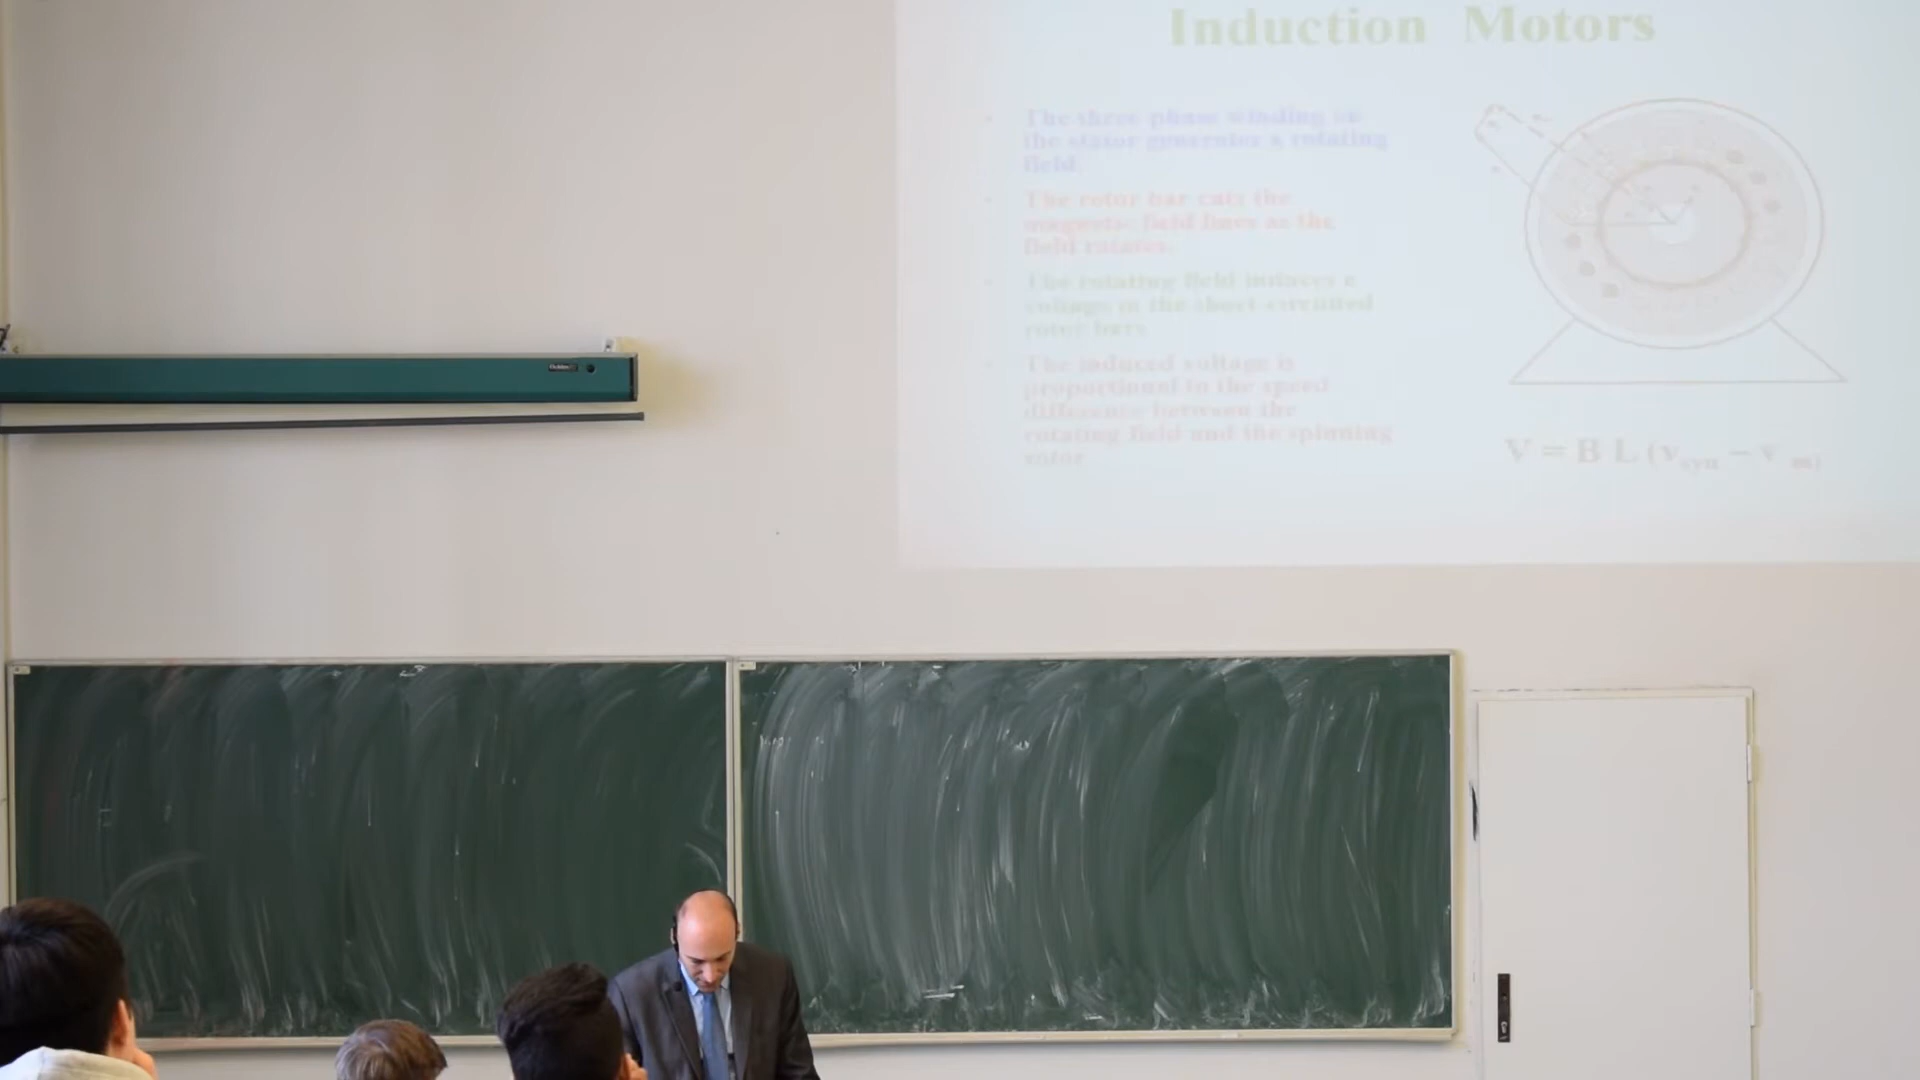 Induction Motors
The three phase winding on
the stator generates a rotating
field.
The rotor bar cuts the
magnetic field lines as the
field rotates.
The rotating field induces a
voltage in the short-circuited
rotor bars
The induced voltage is
proportional to the speed
difference between the
rotating field and the spinning
rotor
V = B L (v syn – v m)